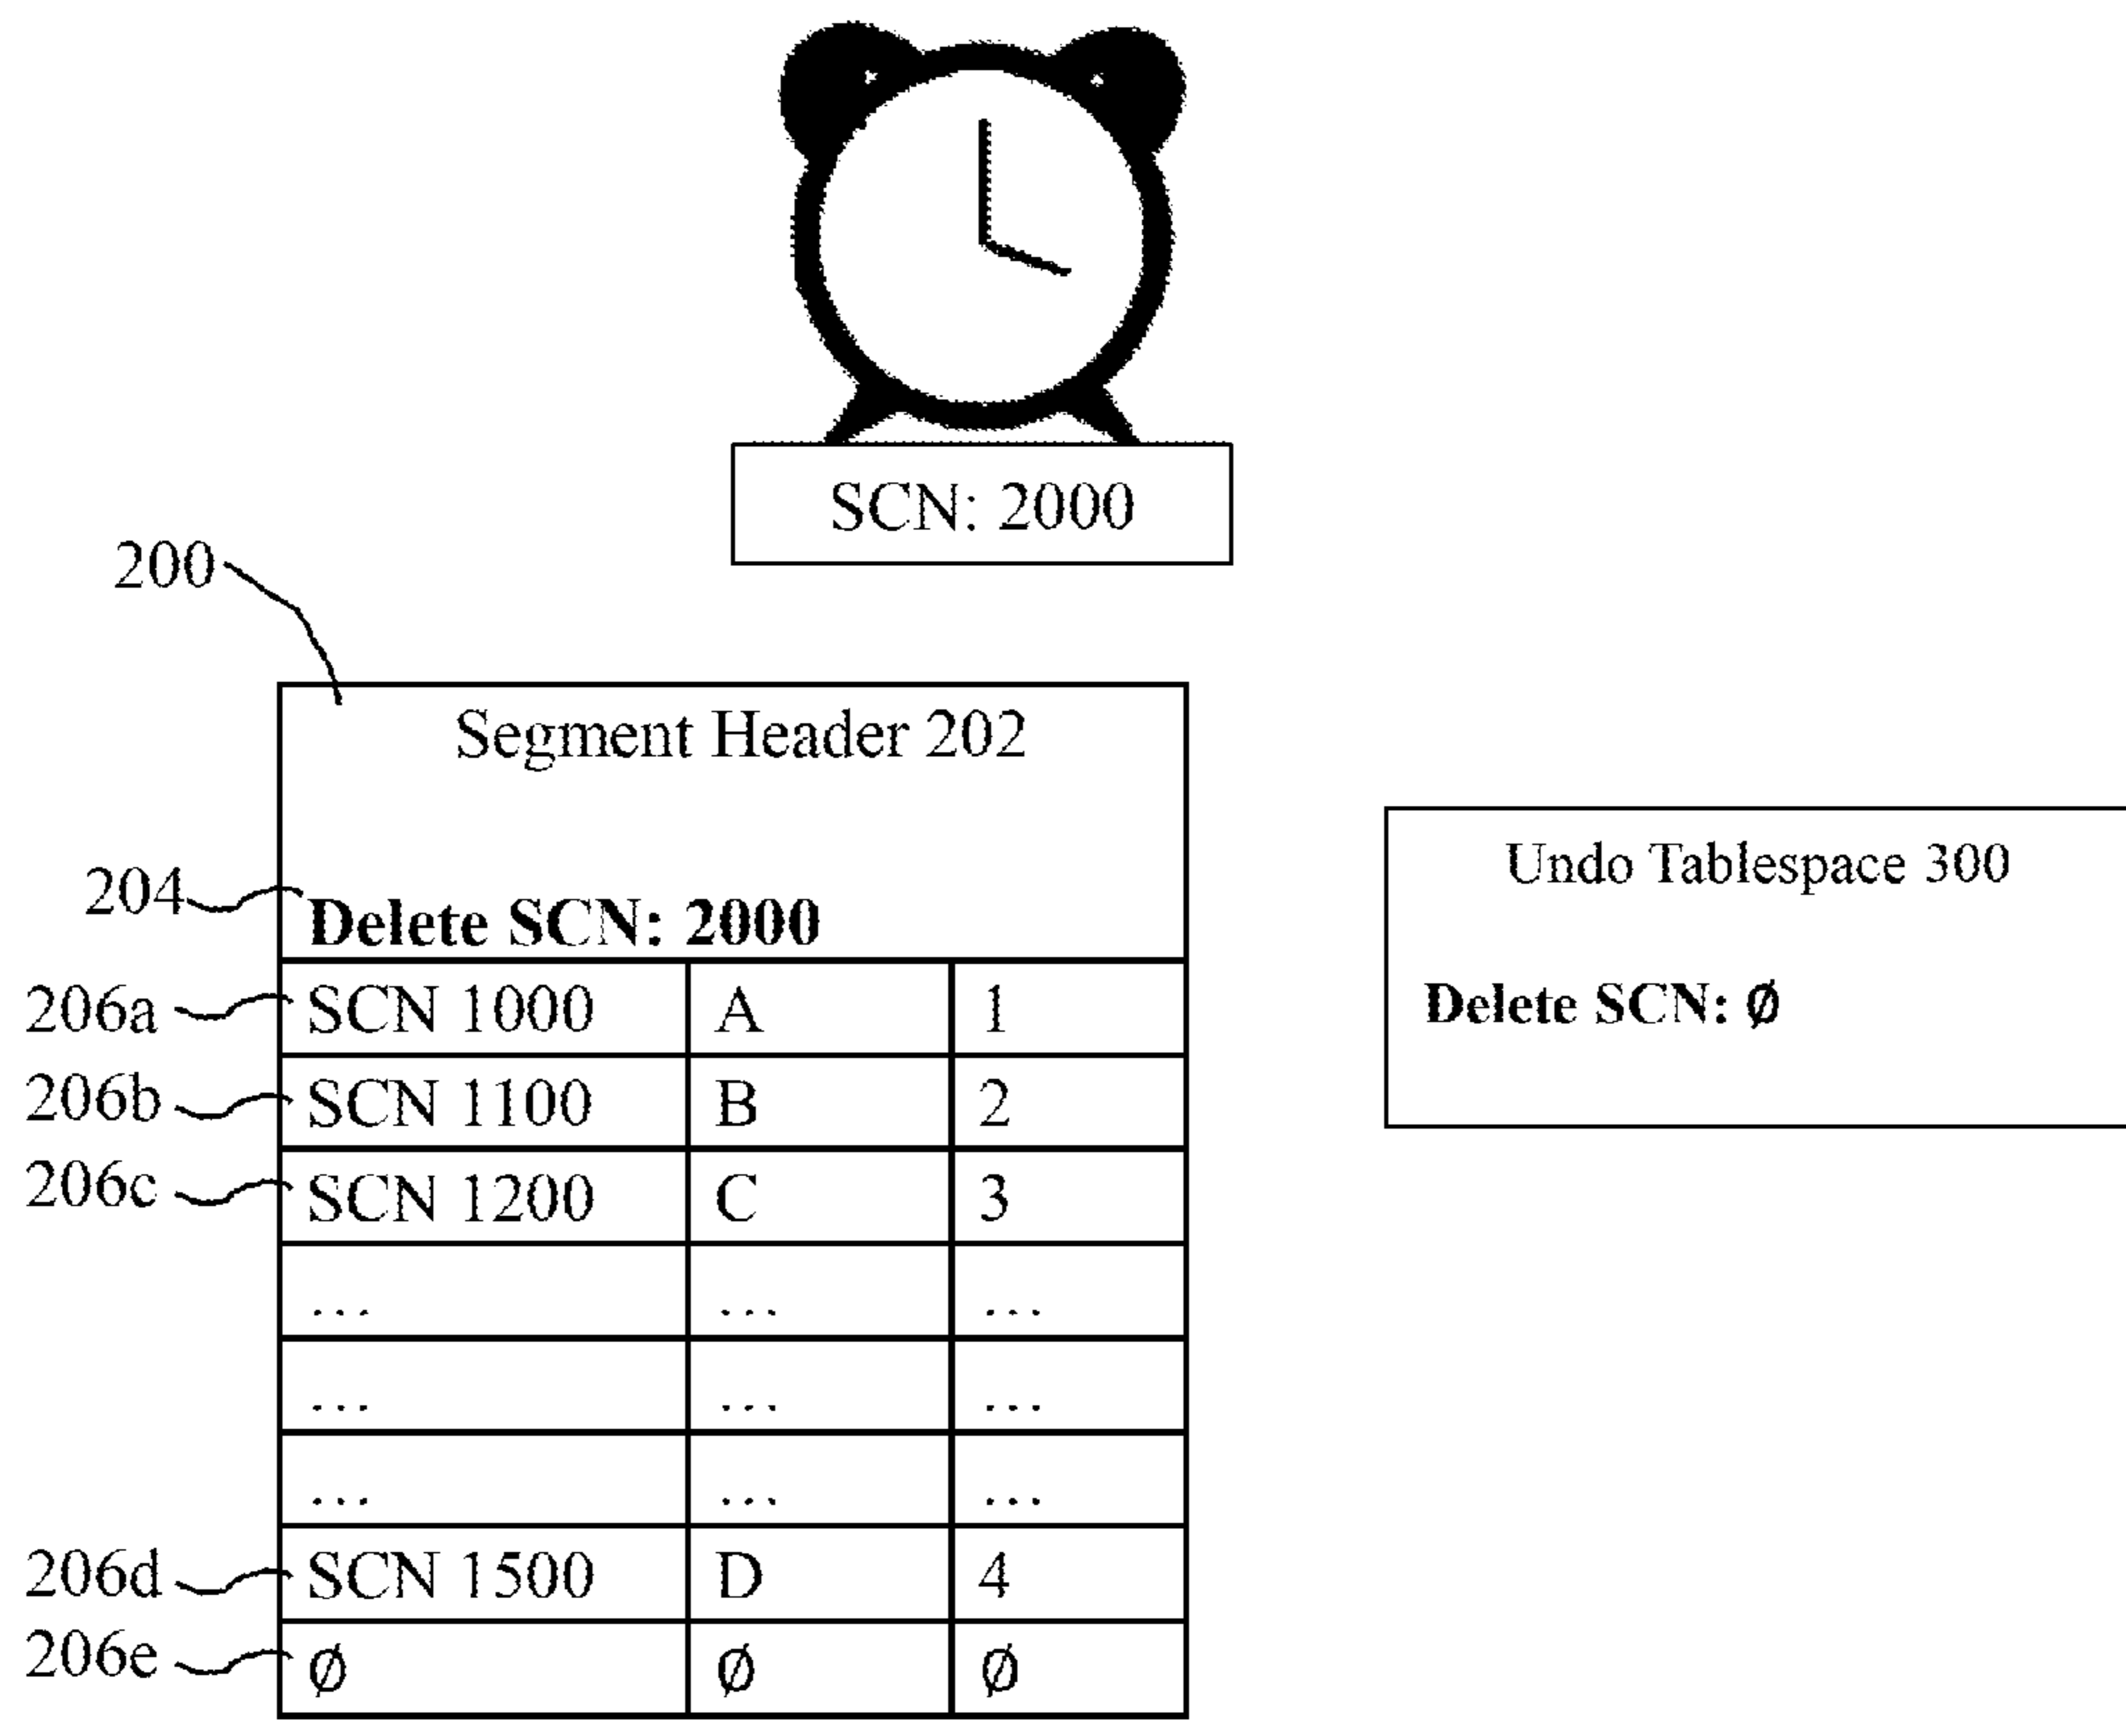 SCN: 2000
200
Segment Header 202
204
Delete SCN: 2000
Undo Tablespace 300
Delete SCN: Ø
206a SCN 1000 A 1
206b SCN 1100 B 2
206c SCN 1200 C 3
... ... ...
... ... ...
... ... ...
206d SCN 1500 D 4
206e Ø Ø Ø